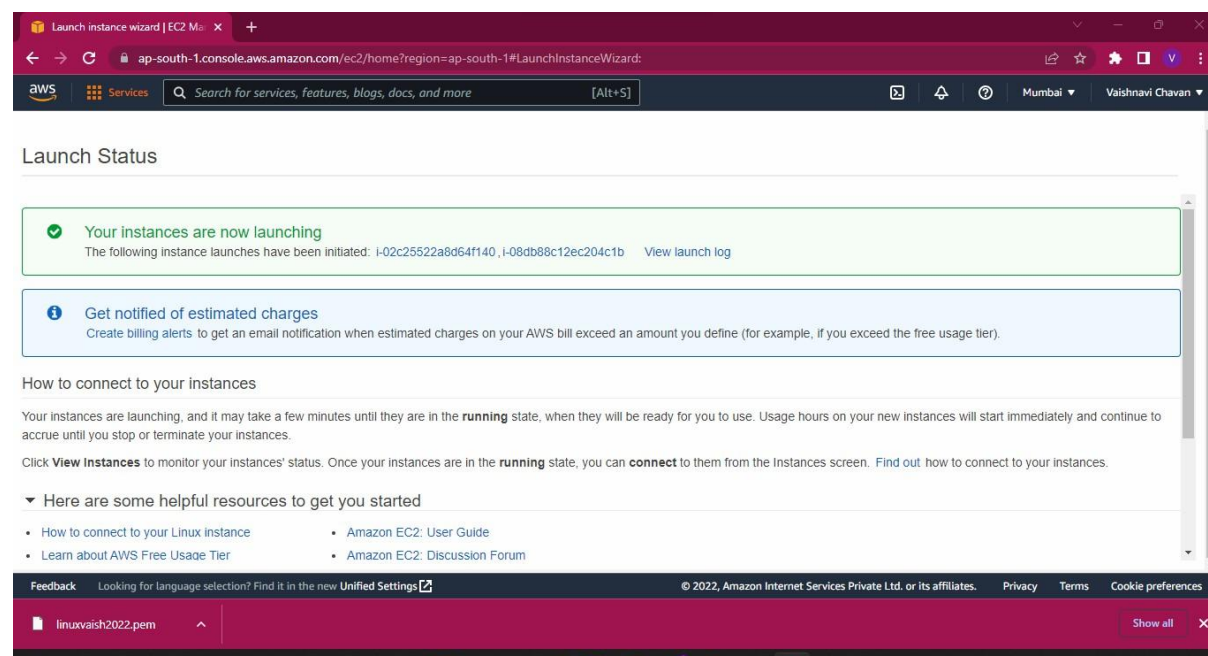 Launch instance wizard | EC2 Ma
ap-south-1.console.aws.amazon.com/ec2/home?region=ap-south-1#LaunchInstanceWizard:
V
aws
Services
Search for services, features, blogs, docs, and more
[Alt+S]
Mumbai
Vaishnavi Chavan
Launch Status
Your instances are now launching
The following instance launches have been initiated: i-02c25522a8d64f140, i-08db88c12ec204c1b View launch log
Get notified of estimated charges
Create billing alerts to get an email notification when estimated charges on your AWS bill exceed an amount you define (for example, if you exceed the free usage tier).
How to connect to your instances
Your instances are launching, and it may take a few minutes until they are in the running state, when they will be ready for you to use. Usage hours on your new instances will start immediately and continue to
accrue until you stop or terminate your instances.
Click View Instances to monitor your instances' status. Once your instances are in the running state, you can connect to them from the Instances screen. Find out how to connect to your instances.
Here are some helpful resources to get you started
• How to connect to your Linux instance
• Amazon EC2: User Guide
• Learn about AWS Free Usage Tier
• Amazon EC2: Discussion Forum
Feedback
Looking for language selection? Find it in the new Unified Settings
© 2022, Amazon Internet Services Private Ltd. or its affiliates.
Privacy
Terms
Cookie preferences
linuxvaish2022.pem
Show all